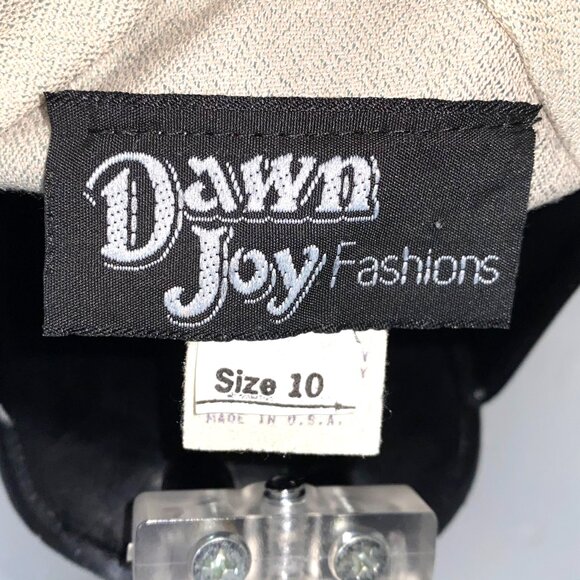 Dawn
Joy Fashions
Size 10
MADE IN U.S.A.